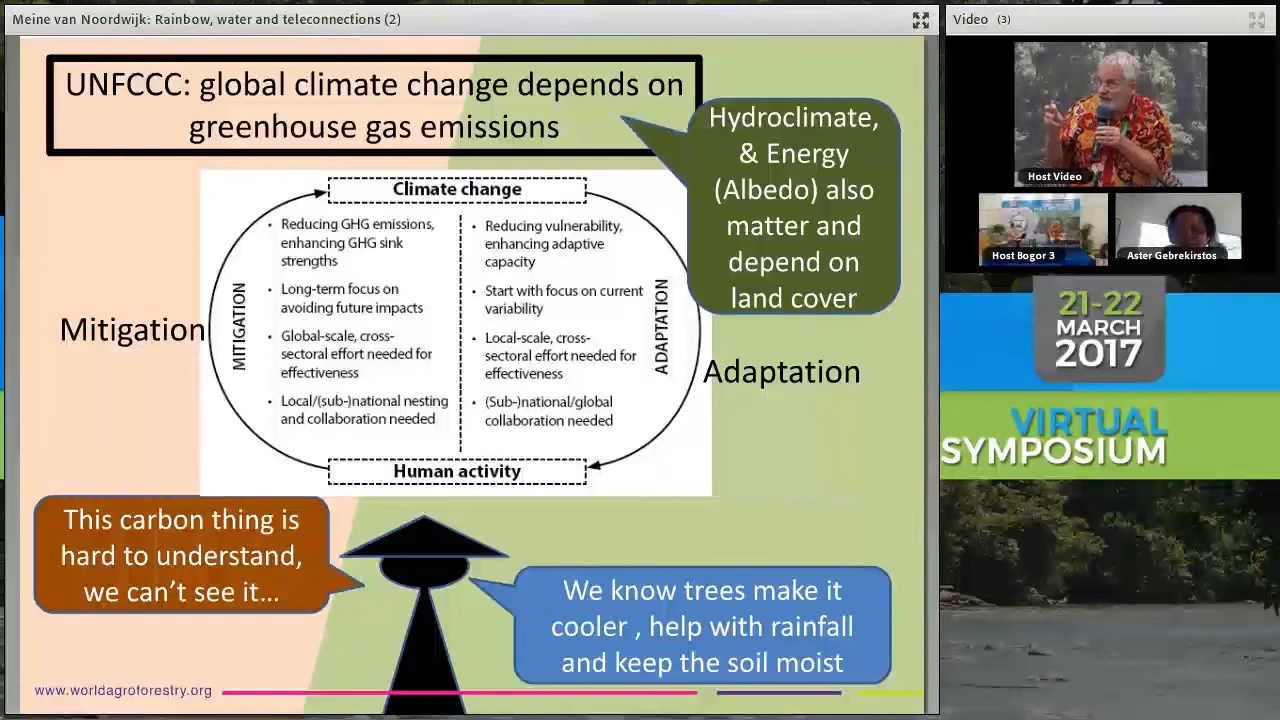 Meine van Noordwijk: Rainbow, water and teleconnections (2)
UNFCCC: global climate change depends on
greenhouse gas emissions
Hydroclimate,
& Energy
(Albedo) also
matter and
depend on
land cover
Climate change
• Reducing GHG emissions,
enhancing GHG sink
strengths
• Long-term focus on
avoiding future impacts
• Global-scale, cross-
sectoral effort needed for
effectiveness
• Local/(sub-)national nesting
and collaboration needed
• Reducing vulnerability,
enhancing adaptive
capacity
• Start with focus on current
variability
• Local-scale, cross-
sectoral effort needed for
effectiveness
• (Sub-)national/global
collaboration needed
MITIGATION
ADAPTATION
Mitigation
Adaptation
Human activity
This carbon thing is
hard to understand,
we can’t see it…
We know trees make it
cooler , help with rainfall
and keep the soil moist
www.worldagroforestry.org
Video (3)
Host Video
Host Bogor 3
Aster Gebrekirstos
21-22
MARCH
2017
VIRTUAL
SYMPOSIUM